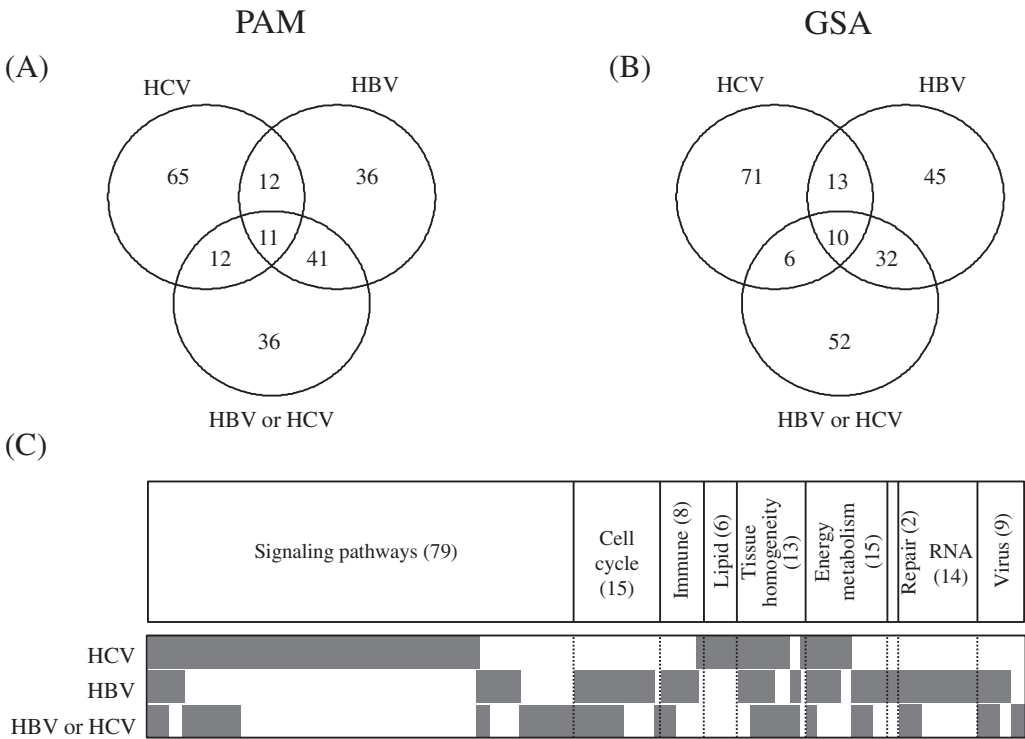 PAM
GSA
(A)
(B)
HCV
HBV
65
12
36
11
12
41
36
HBV or HCV
HCV
HBV
71
13
45
10
6
32
52
HBV or HCV
(C)
Signaling pathways (79)
Cell
cycle
(15)
Immune (8)
Lipid (6)
Tissue
homogeneity
(13)
Energy
metabolism
(15)
Repair (2)
RNA
(14)
Virus (9)
HCV
HBV
HBV or HCV